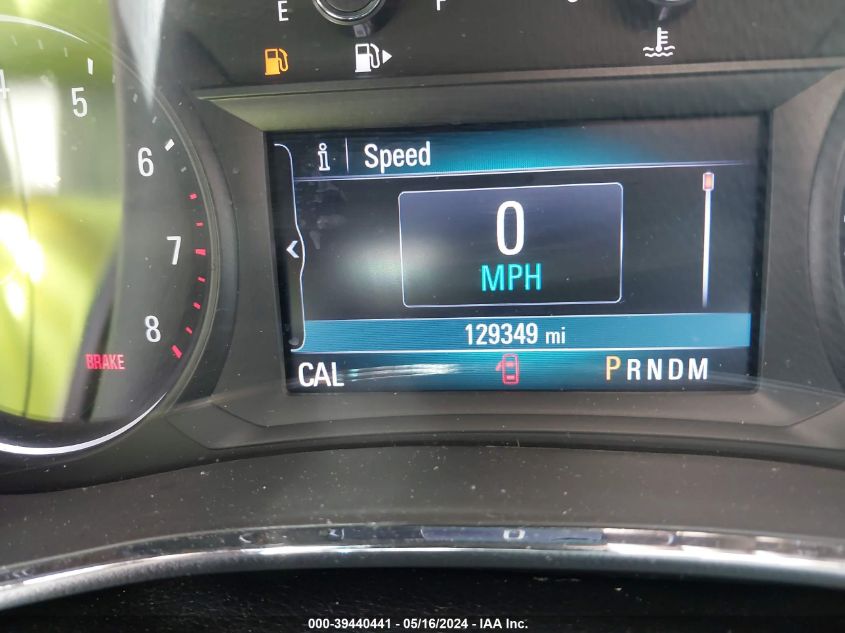 E F
5
6
7
8
BRAKE
i Speed
0
MPH
129349 mi
CAL PRNDM
000-39440441 - 05/16/2024 - IAA Inc.